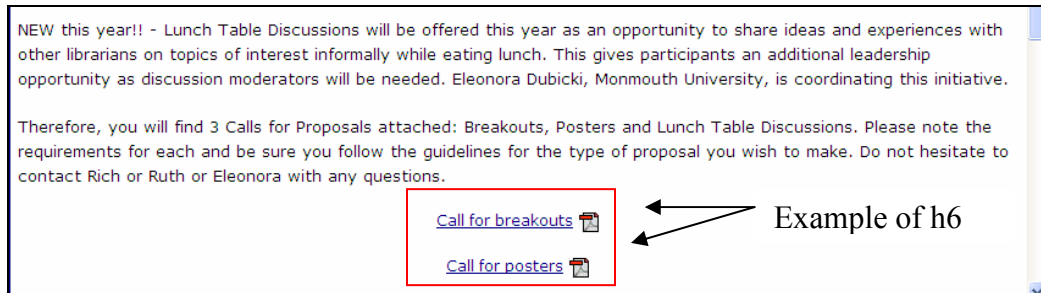 NEW this year!! - Lunch Table Discussions will be offered this year as an opportunity to share ideas and experiences with
other librarians on topics of interest informally while eating lunch. This gives participants an additional leadership
opportunity as discussion moderators will be needed. Eleonora Dubicki, Monmouth University, is coordinating this initiative.
Therefore, you will find 3 Calls for Proposals attached: Breakouts, Posters and Lunch Table Discussions. Please note the
requirements for each and be sure you follow the guidelines for the type of proposal you wish to make. Do not hesitate to
contact Rich or Ruth or Eleonora with any questions.
Call for breakouts
Example of h6
Call for posters